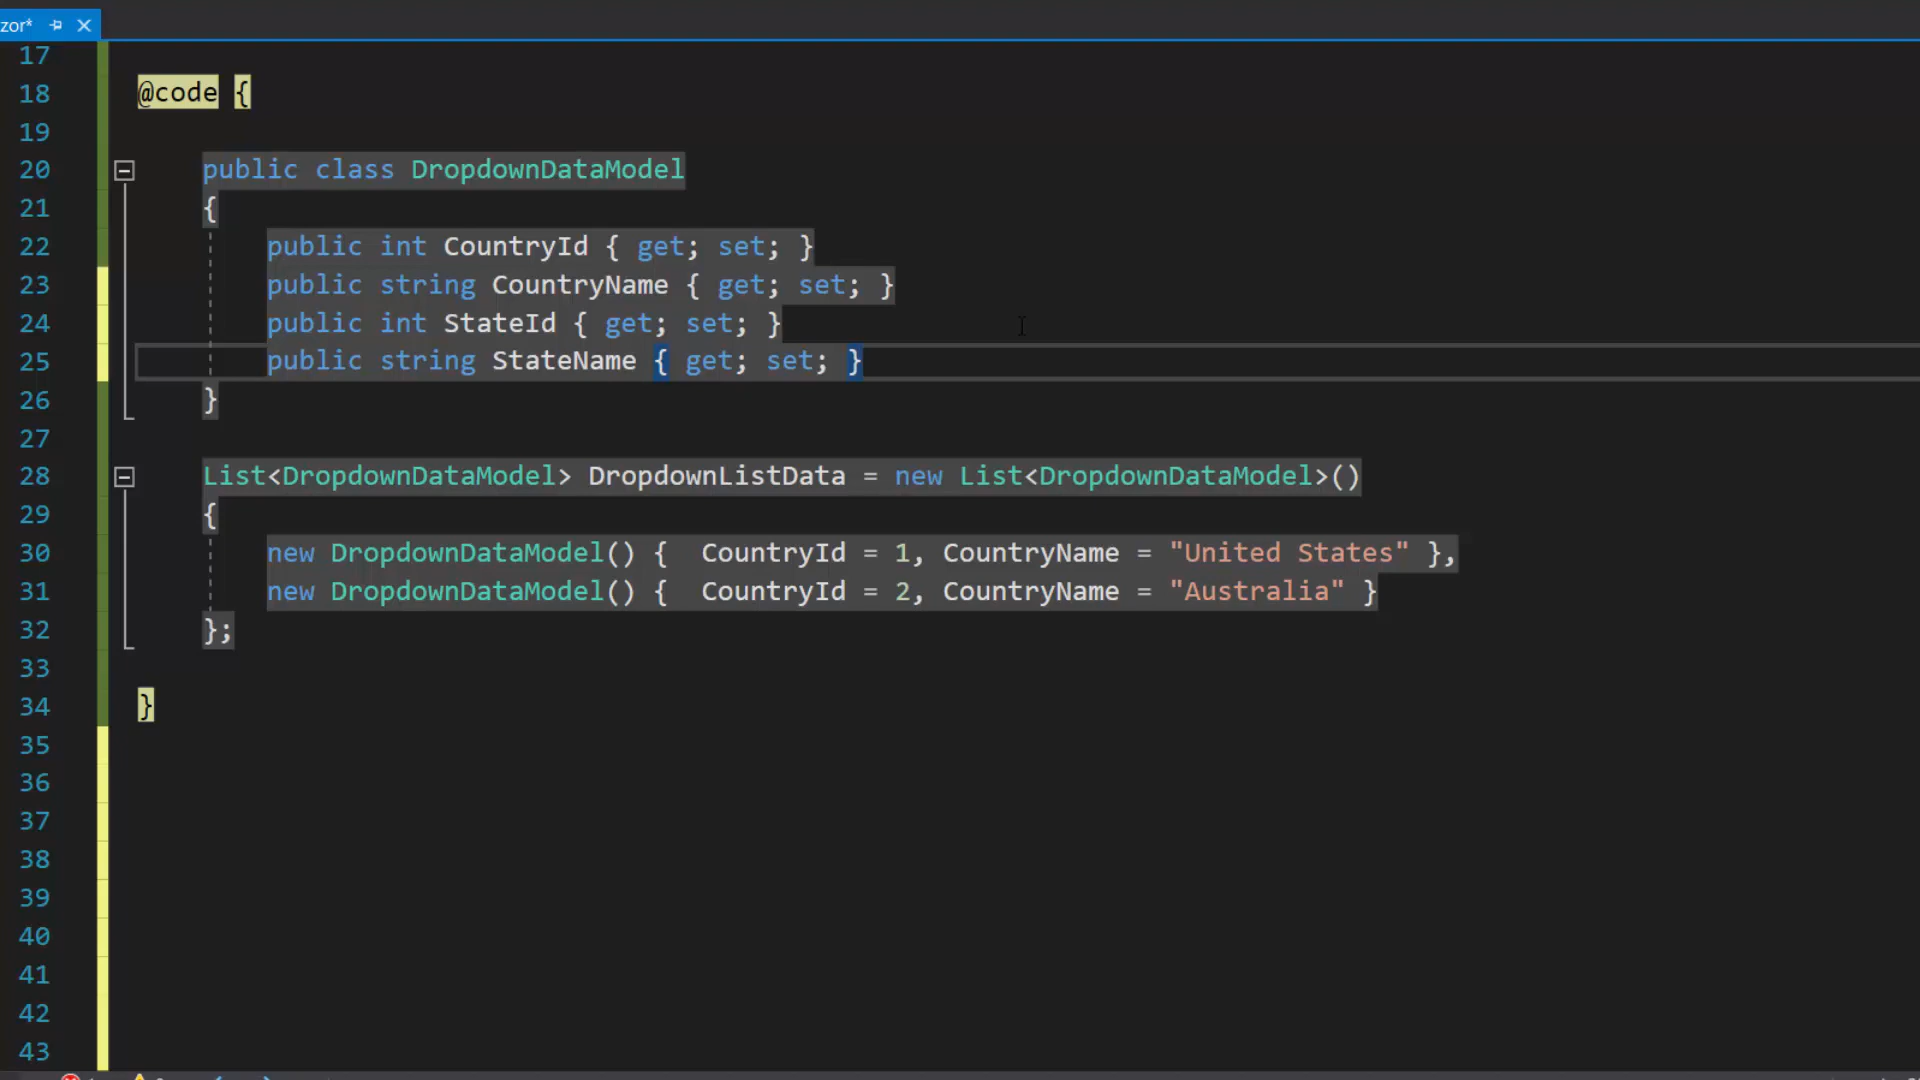 zor*
17
18 @code {
19
20 public class DropdownDataModel
21 {
22 public int CountryId { get; set; }
23 public string CountryName { get; set; }
24 public int StateId { get; set; }
25 public string StateName { get; set; }
26 }
27
28 List<DropdownDataModel> DropdownListData = new List<DropdownDataModel>()
29 {
30 new DropdownDataModel() {  CountryId = 1, CountryName = "United States" },
31 new DropdownDataModel() {  CountryId = 2, CountryName = "Australia" }
32 };
33
34 }
35
36
37
38
39
40
41
42
43